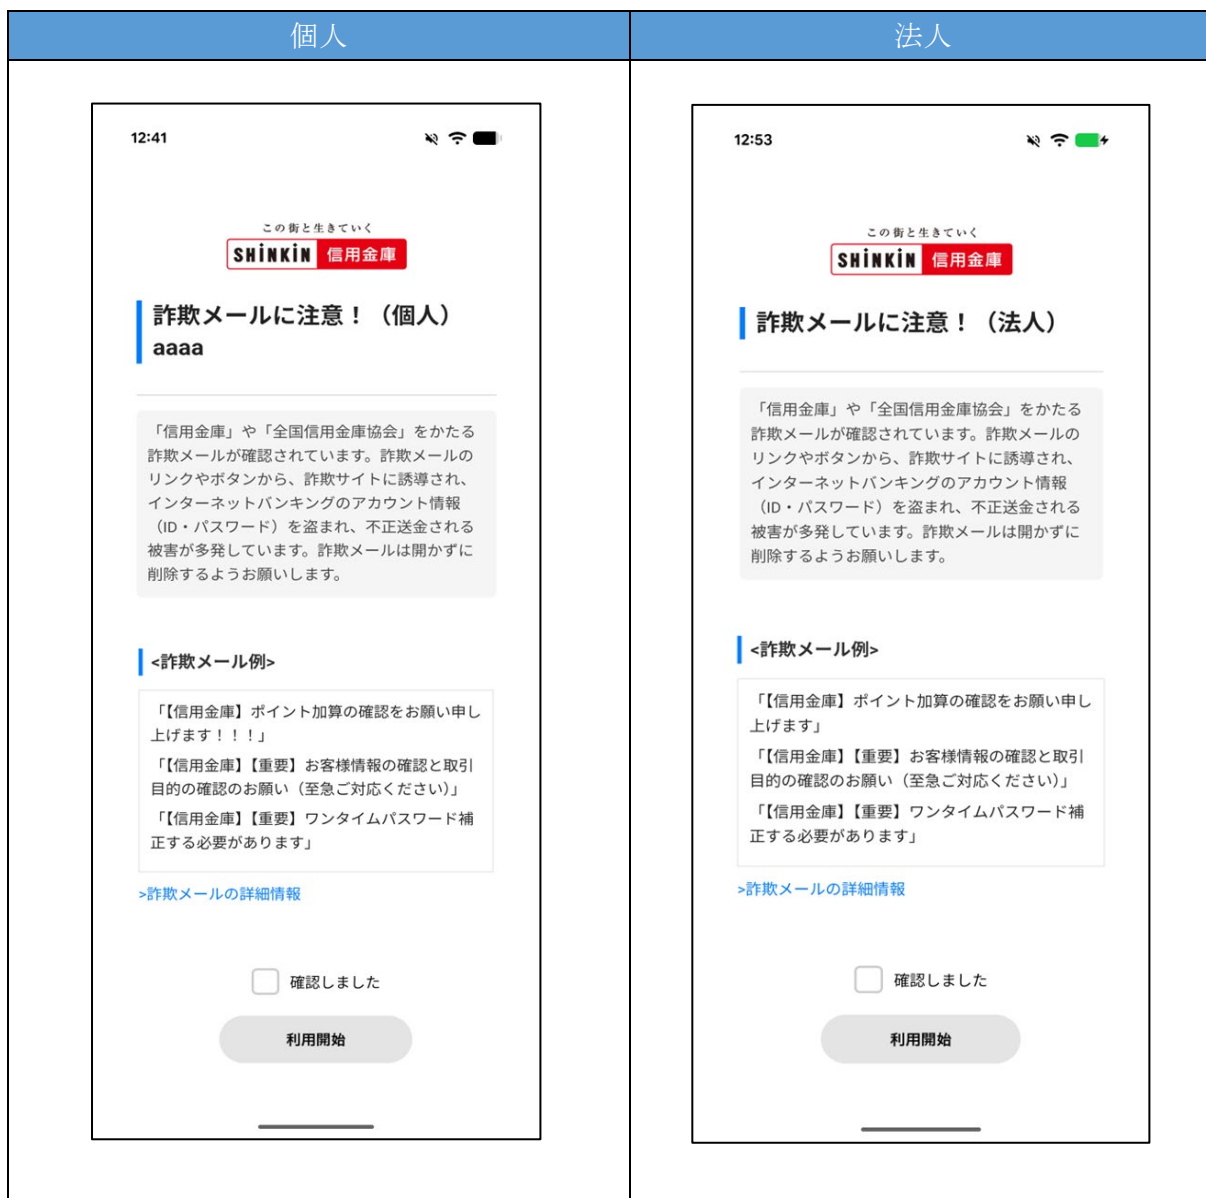 個人
12:41
この街と生きていく
SHINKIN 信用金庫
詐欺メールに注意！（個人）
aaaa
「信用金庫」や「全国信用金庫協会」をかたる
詐欺メールが確認されています。詐欺メールの
リンクやボタンから、詐欺サイトに誘導され、
インターネットバンキングのアカウント情報
（ID・パスワード）を盗まれ、不正送金される
被害が多発しています。詐欺メールは開かずに
削除するようお願いします。
<詐欺メール例>
「【信用金庫】ポイント加算の確認をお願い申し
上げます！！！」
「【信用金庫】【重要】お客様情報の確認と取引
目的の確認のお願い（至急ご対応ください）」
「【信用金庫】【重要】ワンタイムパスワード補
正する必要があります」
>詐欺メールの詳細情報
確認しました
利用開始
法人
12:53
この街と生きていく
SHINKIN 信用金庫
詐欺メールに注意！（法人）
「信用金庫」や「全国信用金庫協会」をかたる
詐欺メールが確認されています。詐欺メールの
リンクやボタンから、詐欺サイトに誘導され、
インターネットバンキングのアカウント情報
（ID・パスワード）を盗まれ、不正送金される
被害が多発しています。詐欺メールは開かずに
削除するようお願いします。
<詐欺メール例>
「【信用金庫】ポイント加算の確認をお願い申し
上げます」
「【信用金庫】【重要】お客様情報の確認と取引
目的の確認のお願い（至急ご対応ください）」
「【信用金庫】【重要】ワンタイムパスワード補
正する必要があります」
>詐欺メールの詳細情報
確認しました
利用開始